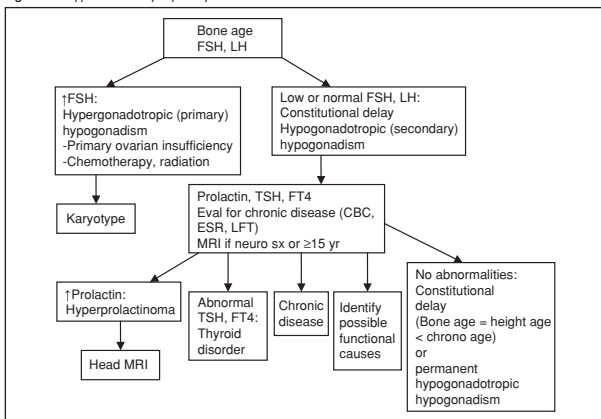 Bone age
FSH, LH
↑FSH:
Hypergonadotropic (primary)
hypogonadism
-Primary ovarian insufficiency
-Chemotherapy, radiation
Low or normal FSH, LH:
Constitutional delay
Hypogonadotropic (secondary)
hypogonadism
Karyotype
Prolactin, TSH, FT4
Eval for chronic disease (CBC,
ESR, LFT)
MRI if neuro sx or ≥15 yr
↑Prolactin:
Hyperprolactinoma
Head MRI
Abnormal
TSH, FT4:
Thyroid
disorder
Chronic
disease
Identify
possible
functional
causes
No abnormalities:
Constitutional
delay
(Bone age = height age
< chrono age)
or
permanent
hypogonadotropic
hypogonadism